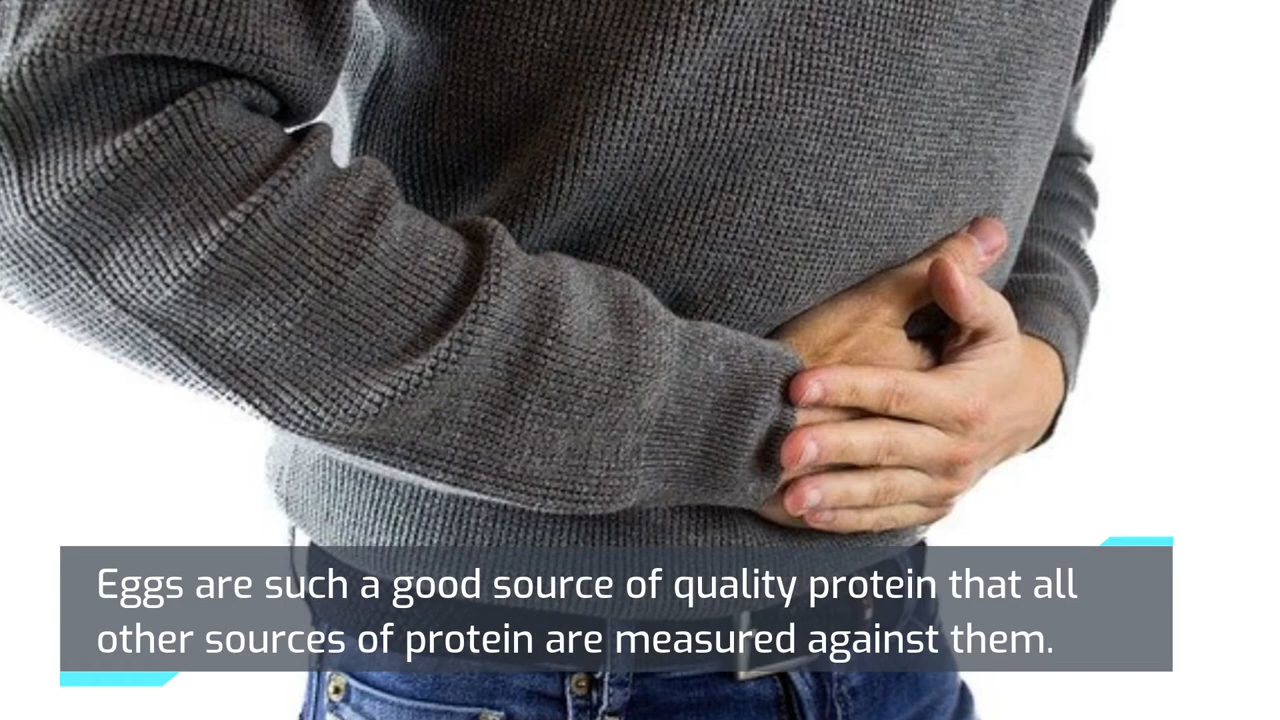 Eggs are such a good source of quality protein that all
other sources of protein are measured against them.